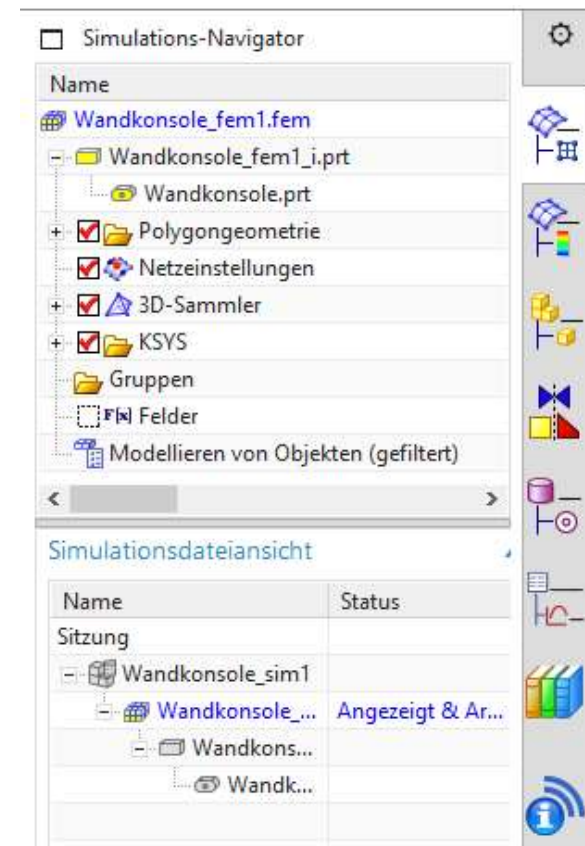 Simulations-Navigator
Name
Wandkonsole_fem1.fem
Wandkonsole_fem1_i.prt
Wandkonsole.prt
Polygongeometrie
Netzeinstellungen
3D-Sammler
KSYS
Gruppen
F(x) Felder
Modellieren von Objekten (gefiltert)
Simulationsdateiansicht
Name Status
Sitzung
Wandkonsole_sim1
Wandkonsole_... Angezeigt & Ar...
Wandkons...
Wandk...